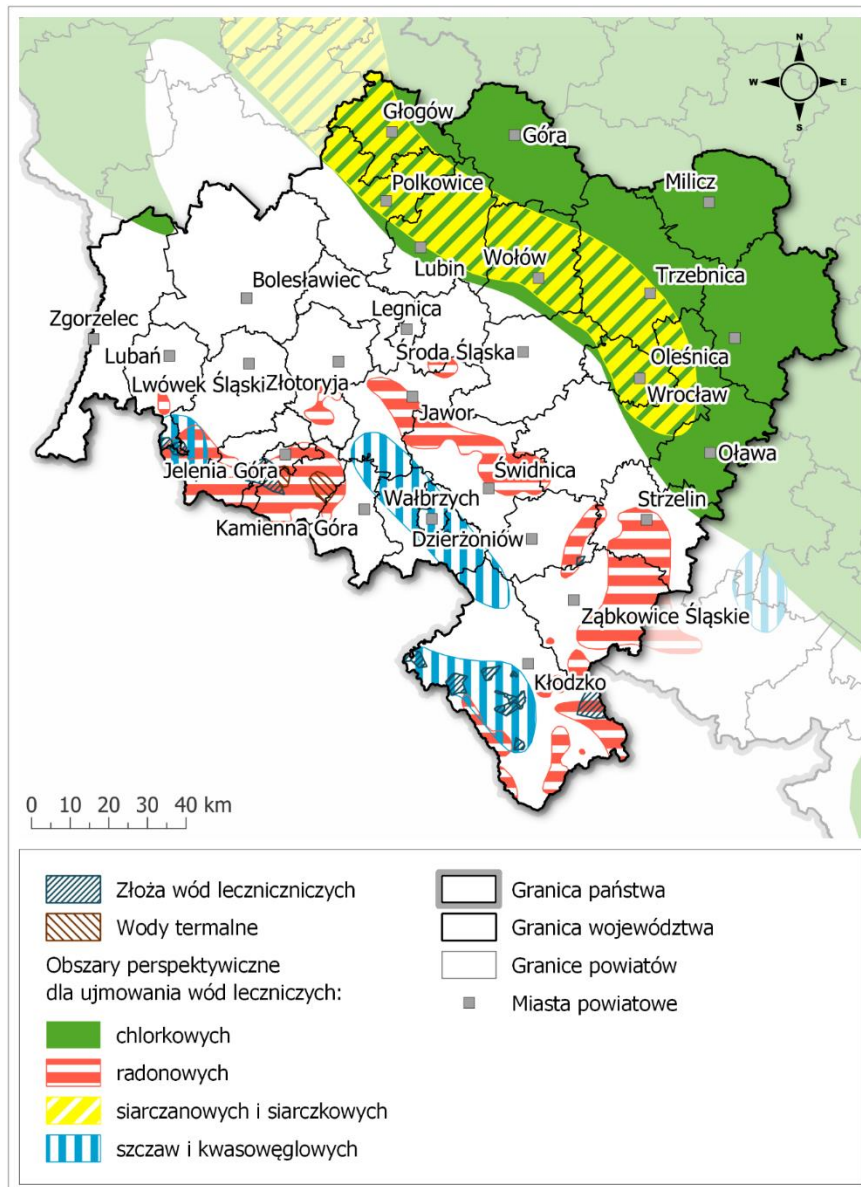 N
W E
S
Głogów
Góra
Polkowice
Milicz
Lubin
Wołów
Trzebnica
Bolesławiec
Zgorzelec
Legnica
Lubań
Środa Śląska
Oleśnica
Lwówek Śląski
Złotoryja
Wrocław
Jawor
Oława
Jelenia Góra
Świdnica
Strzelin
Wałbrzych
Kamienna Góra
Dzierżoniów
Ząbkowice Śląskie
Kłodzko
0 10 20 30 40 km
Złoża wód leczniczniczych
Wody termalne
Obszary perspektywiczne
dla ujmowania wód leczniczych:
chlorkowych
radonowych
siarczanowych i siarczkowych
szczaw i kwasowęglowych
Granica państwa
Granica województwa
Granice powiatów
Miasta powiatowe